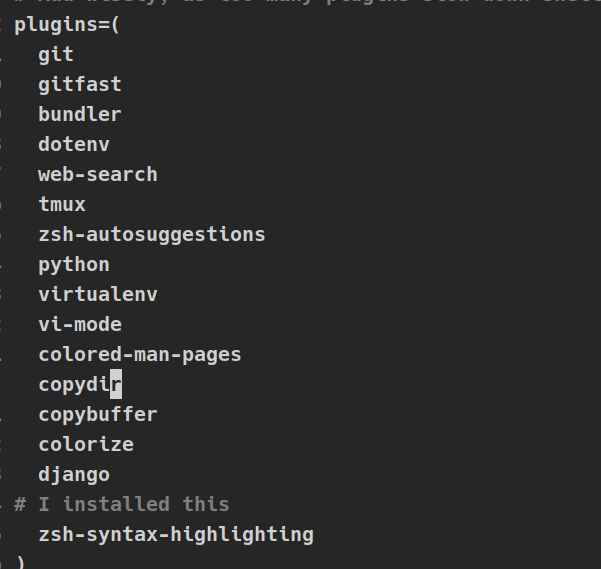 plugins=(
git
gitfast
bundler
dotenv
web-search
tmux
zsh-autosuggestions
python
virtualenv
vi-mode
colored-man-pages
copydir
copybuffer
colorize
django
# I installed this
zsh-syntax-highlighting
)